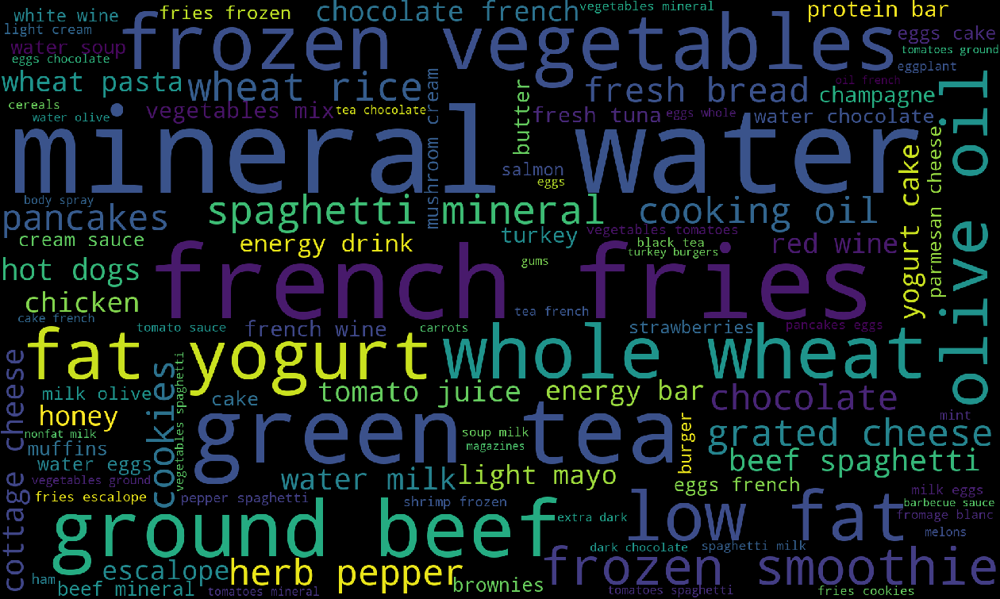 white wine
fries frozen
chocolate french
vegetables mineral
protein bar
light cream
frozen vegetables
eggs cake
water soup
tomatoes ground
eggs chocolate
eggplant
wheat pasta
wheat rice
fresh bread
oil french
champagne
cereals
vegetables mix
tea chocolate
mushroom cream
butter
fresh tuna
eggs whole
water chocolate
water olive
mineral water
olive oil
yogurt cake
parmesan cheese
salmon
eggs
body spray
pancakes
spaghetti mineral
cooking oil
cream sauce
energy drink
turkey
vegetables tomatoes
black tea
red wine
turkey burgers
hot dogs
french fries
gums
chicken
tea french
cake french
tomato sauce
french wine
carrots
strawberries
pancakes eggs
fat yogurt
whole wheat
cottage cheese
cookies
vegetables spaghetti
milk olive
cake
tomato juice
energy bar
chocolate
honey
green tea
mint
nonfat milk
soup milk
burger
grated cheese
muffins
magazines
water eggs
beef spaghetti
vegetables ground
water milk
light mayo
eggs french
fries escalope
pepper spaghetti
shrimp frozen
low fat
milk eggs
barbecue sauce
ground beef
extra dark
fromage blanc
melons
dark chocolate
spaghetti milk
escalope
herb pepper
frozen smoothie
ham
beef mineral
tomatoes mineral
brownies
tomatoes spaghetti
fries cookies